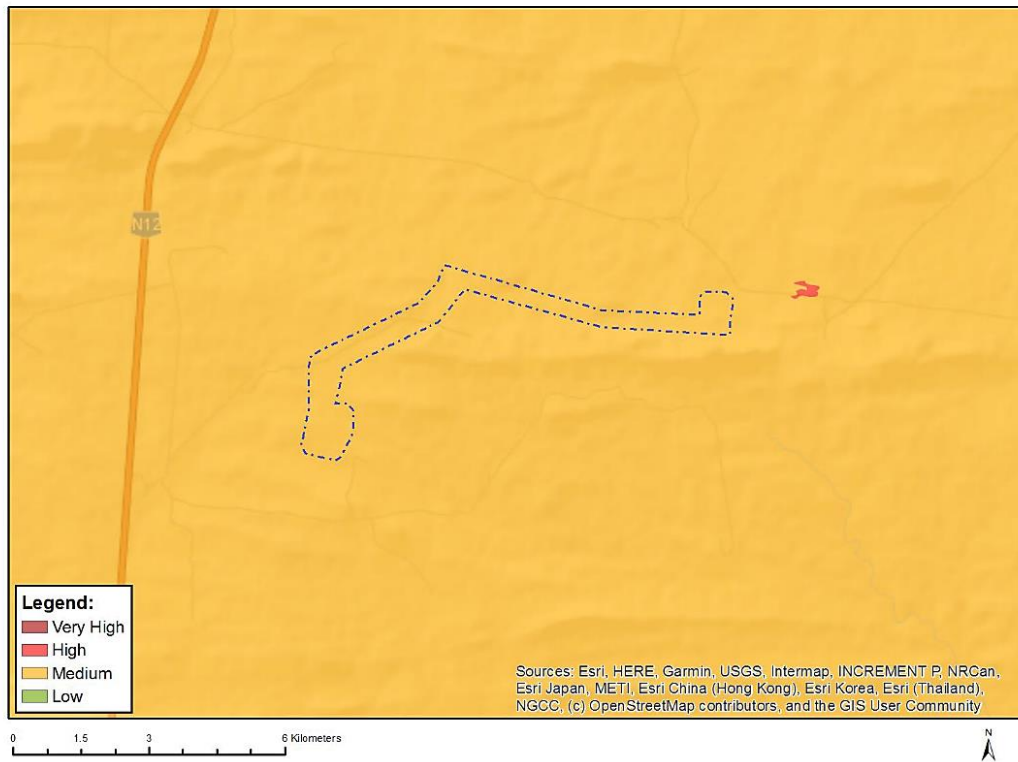 N12
Legend:
Very High
High
Medium
Low
Sources: Esri, HERE, Garmin, USGS, Intermap, INCREMENT P, NRCan,
Esri Japan, METI, Esri China (Hong Kong), Esri Korea, Esri (Thailand),
NGCC, (c) OpenStreetMap contributors, and the GIS User Community
0 1.5 3 6 Kilometers
N